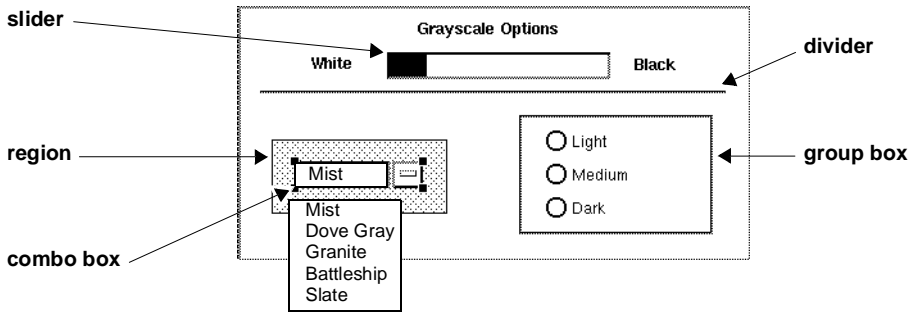 slider
Grayscale Options
divider
White
Black
region
Mist
Light
Medium
Dark
group box
Mist
Dove Gray
Granite
Battleship
Slate
combo box